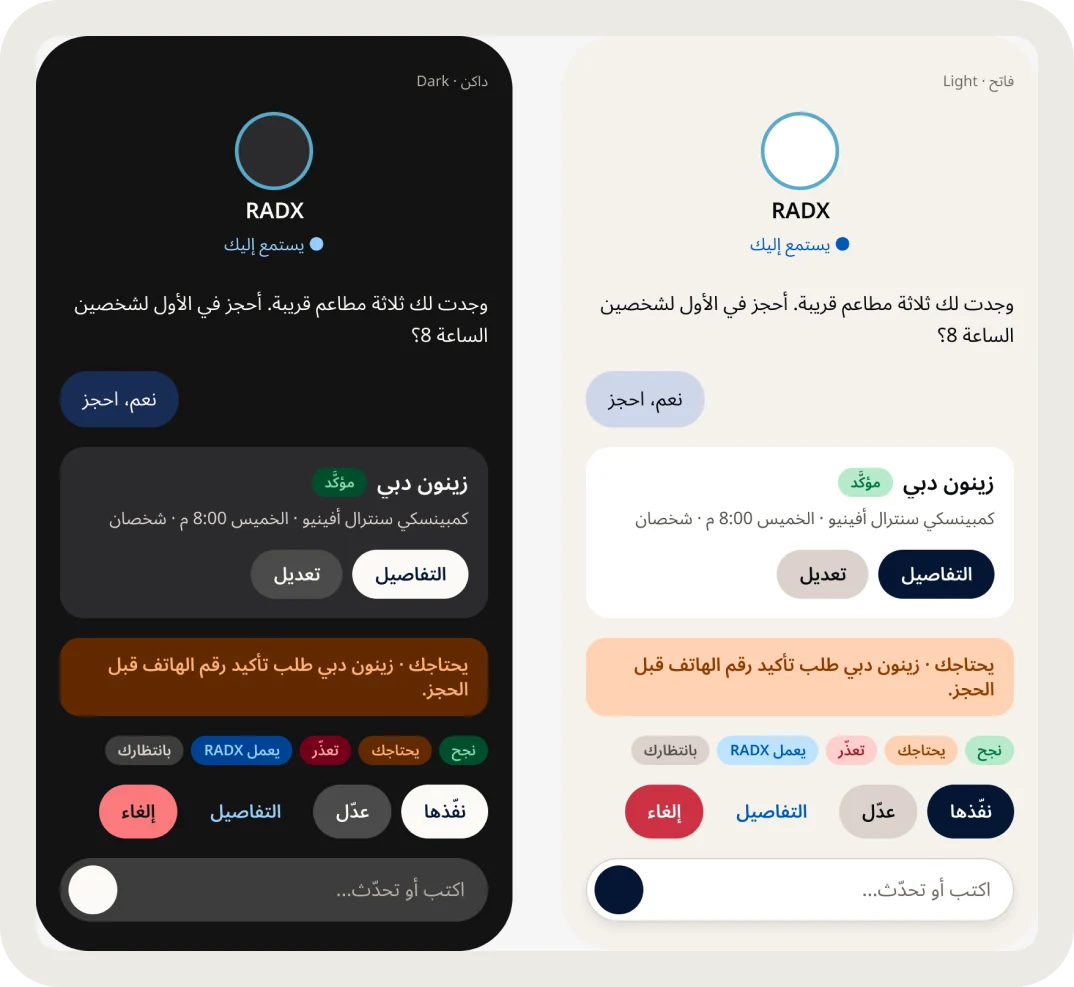 فاتح · Light
RADX
يستمع إليك
وجدت لك ثلاثة مطاعم قريبة. أحجز في الأول لشخصين
الساعة 8؟
نعم، احجز
زيتون دبي مؤكَّد
كمبينسكي سنترال أفينيو · الخميس 8:00 م · شخصان
التفاصيل تعديل
يحتاجك · زيتون دبي طلب تأكيد رقم الهاتف قبل
الحجز.
نجح يحتاجك تعذّر يعمل RADX بانتظارك
نفّذها عدّل التفاصيل إلغاء
اكتب أو تحدّث...
داكن · Dark
RADX
يستمع إليك
وجدت لك ثلاثة مطاعم قريبة. أحجز في الأول لشخصين
الساعة 8؟
نعم، احجز
زيتون دبي مؤكَّد
كمبينسكي سنترال أفينيو · الخميس 8:00 م · شخصان
التفاصيل تعديل
يحتاجك · زيتون دبي طلب تأكيد رقم الهاتف قبل
الحجز.
نجح يحتاجك تعذّر يعمل RADX بانتظارك
نفّذها عدّل التفاصيل إلغاء
اكتب أو تحدّث...